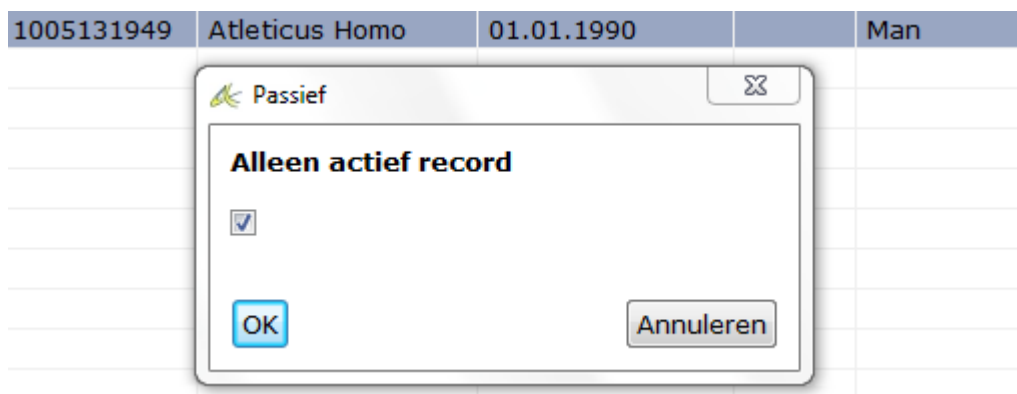 1005131949 Atleticus Homo 01.01.1990 Man
Passief
Alleen actief record
OK Annuleren